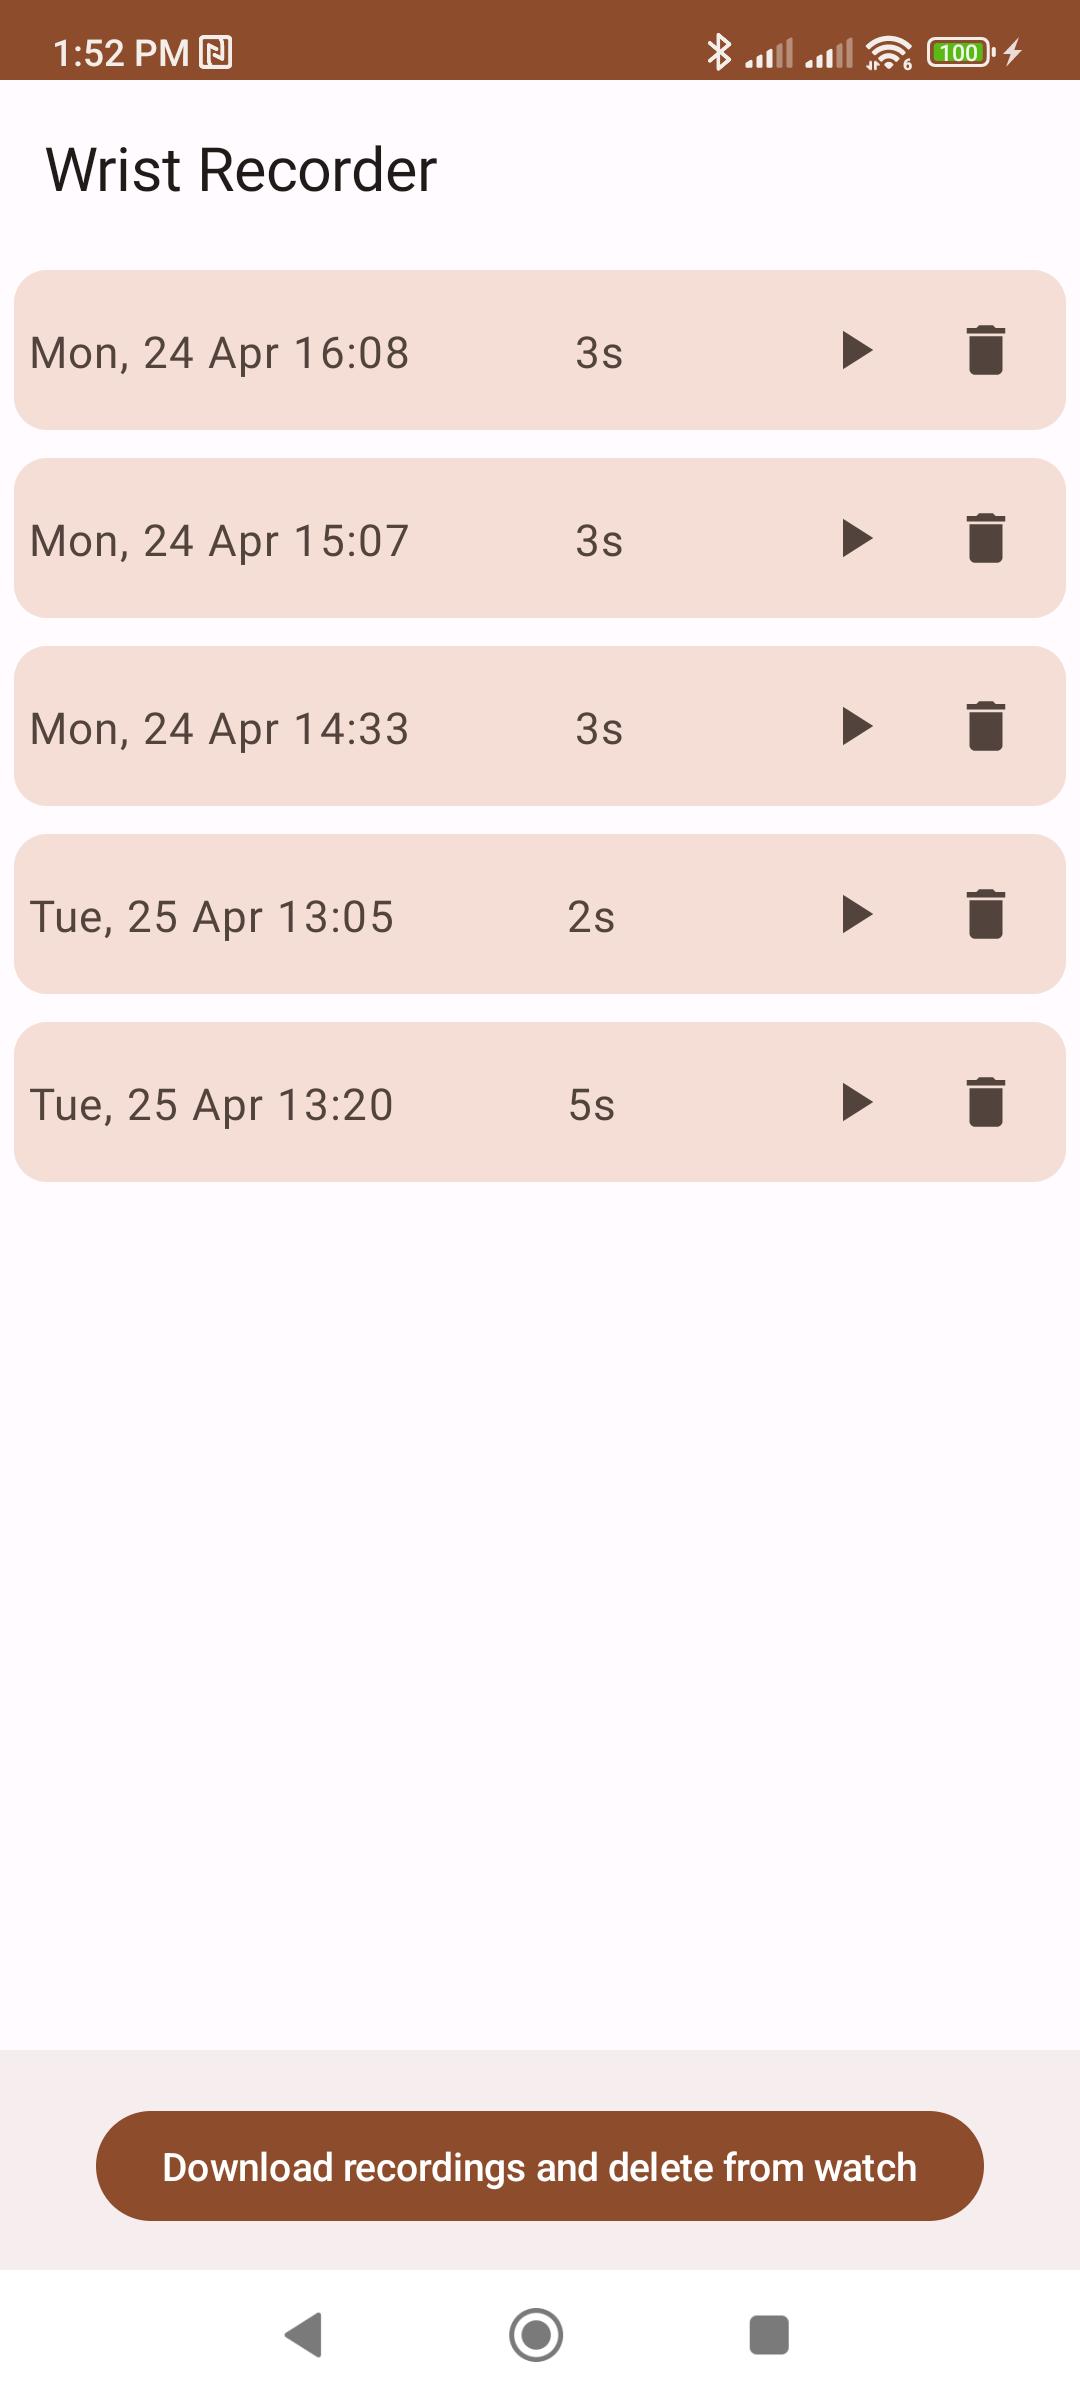 1:52 PM
6
100
Wrist Recorder
Mon, 24 Apr 16:08 3s
Mon, 24 Apr 15:07 3s
Mon, 24 Apr 14:33 3s
Tue, 25 Apr 13:05 2s
Tue, 25 Apr 13:20 5s
Download recordings and delete from watch